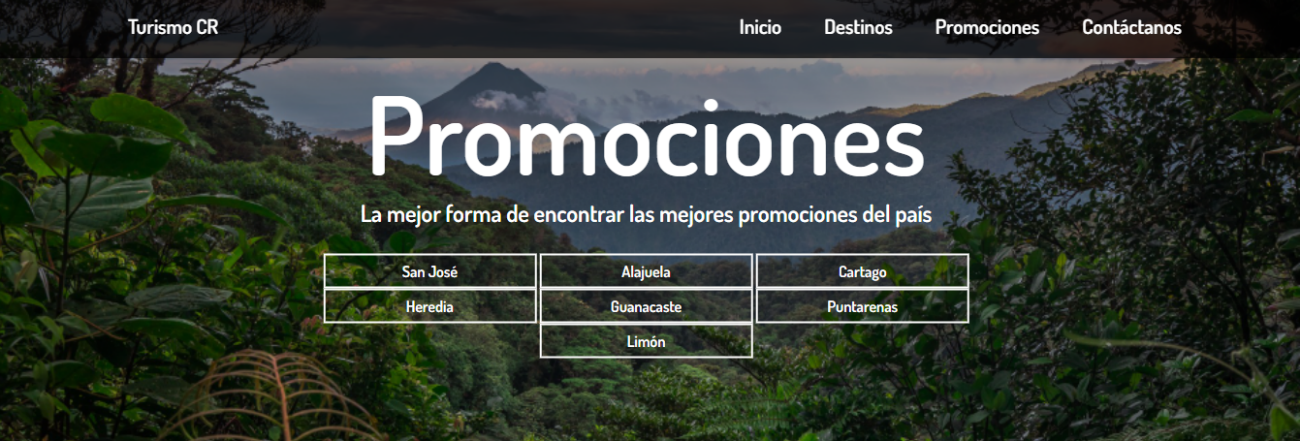 Turismo CR Inicio Destinos Promociones Contáctanos
Promociones
La mejor forma de encontrar las mejores promociones del país
San José Alajuela Cartago
Heredia Guanacaste Puntarenas
Limón